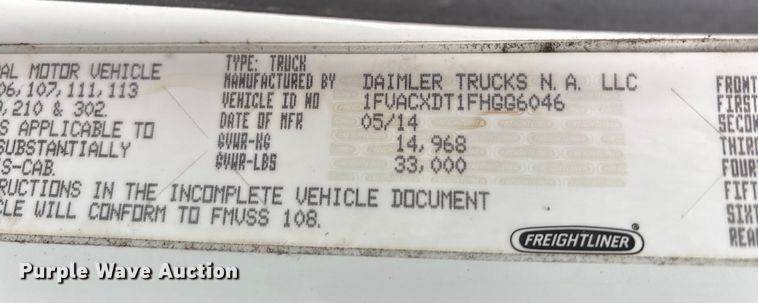 AL MOTOR VEHICLE
06,107,111,113
9,210 & 302.
S APPLICABLE TO
SUBSTANTIALLY
S-CAB.
RUCTIONS IN THE INCOMPLETE VEHICLE DOCUMENT
CLE WILL CONFORM TO FMVSS 108.
TYPE: TRUCK
MANUFACTURED BY DAIMLER TRUCKS N.A. LLC
VEHICLE ID NO 1FVACXDT1FHGG6046
DATE OF MFR 05/14
GVWR-KG 14,968
GVWR-LBS 33,000
FREIGHTLINER
FRONT
FIRST
SECON
THIRD
FOURT
FIFT
SIXT
REAR
Purple Wave Auction